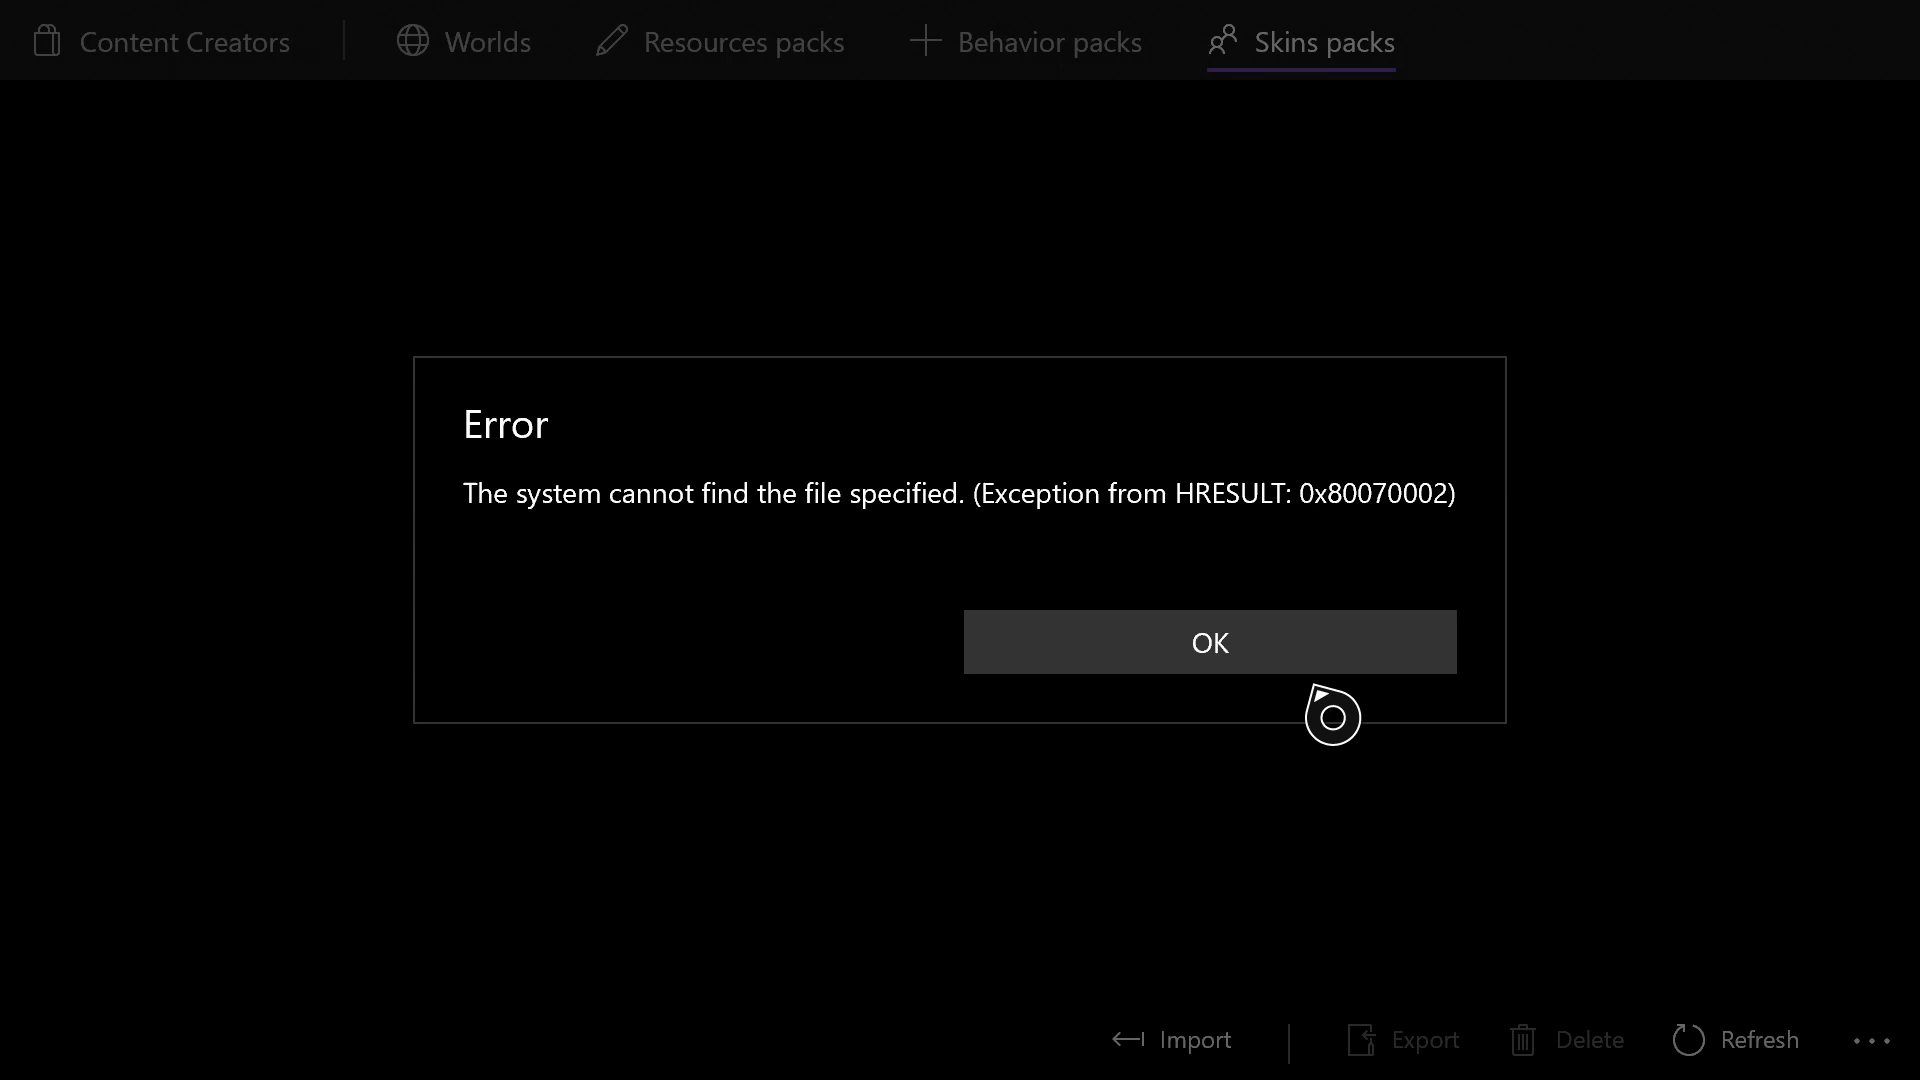 Content Creators
Worlds
Resources packs
Behavior packs
Skins packs
Error
The system cannot find the file specified. (Exception from HRESULT: 0x80070002)
OK
Import
Export
Delete
Refresh